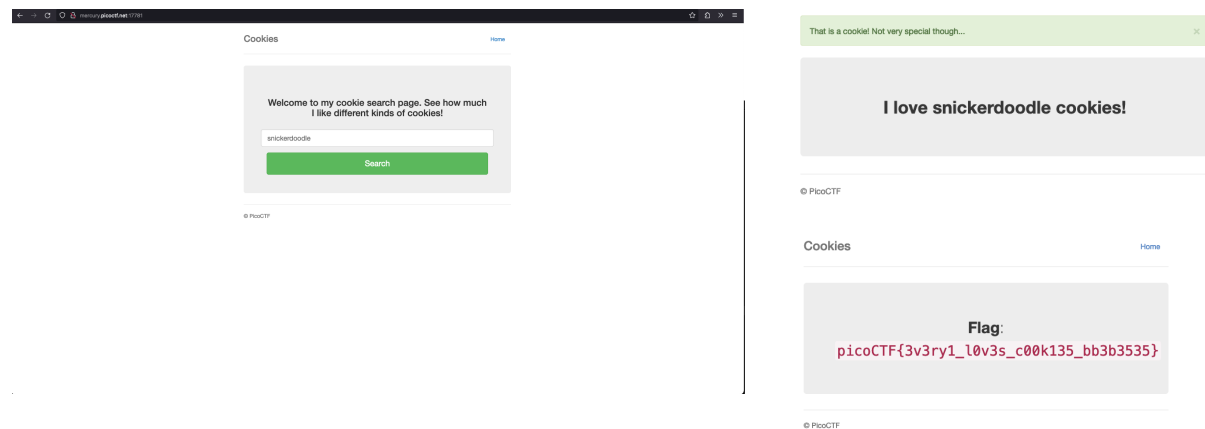 mercury.picoctf.net:17781
Cookies
Home
Welcome to my cookie search page. See how much
I like different kinds of cookies!
snickerdoodle
Search
© PicoCTF
That is a cookie! Not very special though...
×
I love snickerdoodle cookies!
© PicoCTF
Cookies
Home
Flag:
picoCTF{3v3ry1_l0v3s_c00k135_bb3b3535}
© PicoCTF